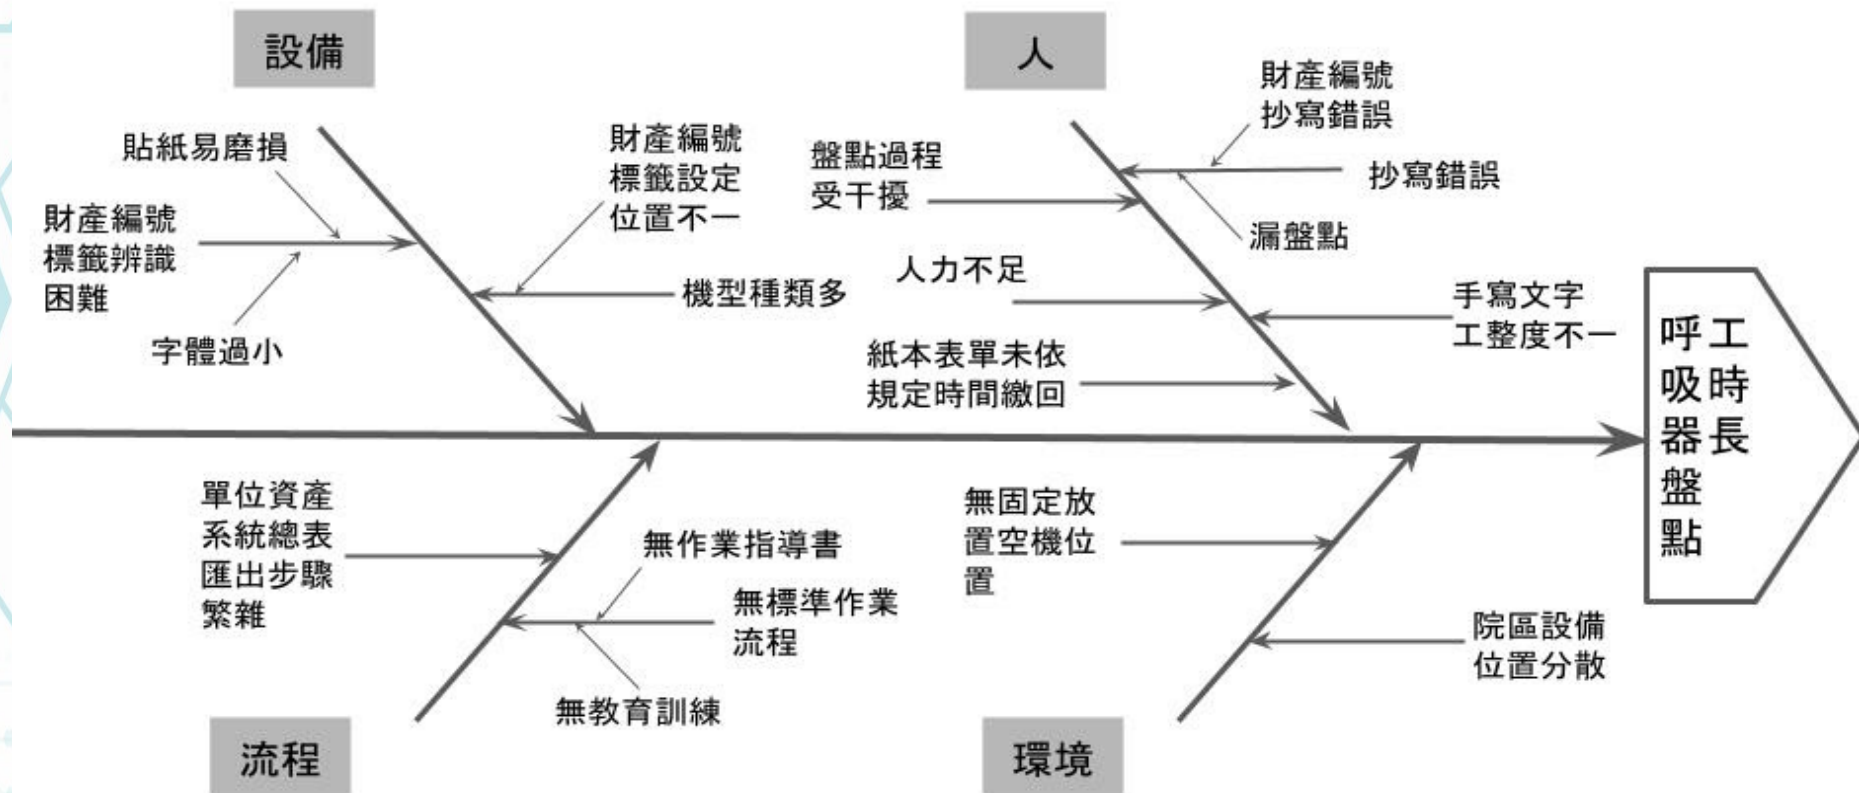 設備
貼紙易磨損
財產編號
標籤辨識
困難
字體過小
財產編號
標籤設定
位置不一
機型種類多
人
財產編號
抄寫錯誤
抄寫錯誤
漏盤點
盤點過程
受干擾
人力不足
手寫文字
工整度不一
紙本表單未依
規定時間繳回
呼吸器盤點
工時長
單位資產
系統總表
匯出步驟
繁雜
無作業指導書
無標準作業
流程
無教育訓練
流程
無固定放
置空機位
置
院區設備
位置分散
環境